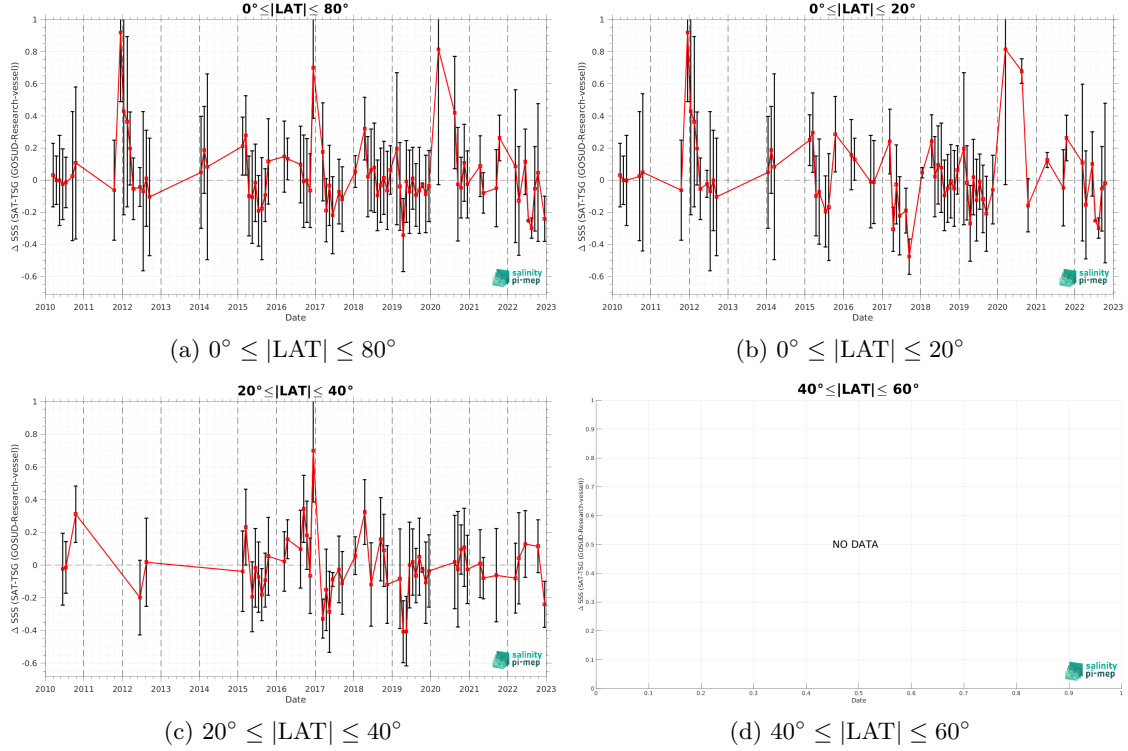 0°≤|LAT|≤ 80°
Δ SSS (SAT-TSG (GOSUD-Research-vessel))
1
0.8
0.6
0.4
0.2
0
-0.2
-0.4
-0.6
2010 2011 2012 2013 2014 2015 2016 2017 2018 2019 2020 2021 2022 2023
Date
salinity
pi-mep
(a) 0° ≤ |LAT| ≤ 80°
0°≤|LAT|≤ 20°
Δ SSS (SAT-TSG (GOSUD-Research-vessel))
1
0.8
0.6
0.4
0.2
0
-0.2
-0.4
-0.6
2010 2011 2012 2013 2014 2015 2016 2017 2018 2019 2020 2021 2022 2023
Date
salinity
pi-mep
(b) 0° ≤ |LAT| ≤ 20°
20°≤|LAT|≤ 40°
Δ SSS (SAT-TSG (GOSUD-Research-vessel))
1
0.8
0.6
0.4
0.2
0
-0.2
-0.4
-0.6
2010 2011 2012 2013 2014 2015 2016 2017 2018 2019 2020 2021 2022 2023
Date
salinity
pi-mep
(c) 20° ≤ |LAT| ≤ 40°
40°≤|LAT|≤ 60°
Δ SSS (SAT-TSG (GOSUD-Research-vessel))
1
0.9
0.8
0.7
0.6
0.5
0.4
0.3
0.2
0.1
0
NO DATA
0 0.1 0.2 0.3 0.4 0.5 0.6 0.7 0.8 0.9 1
Date
salinity
pi-mep
(d) 40° ≤ |LAT| ≤ 60°